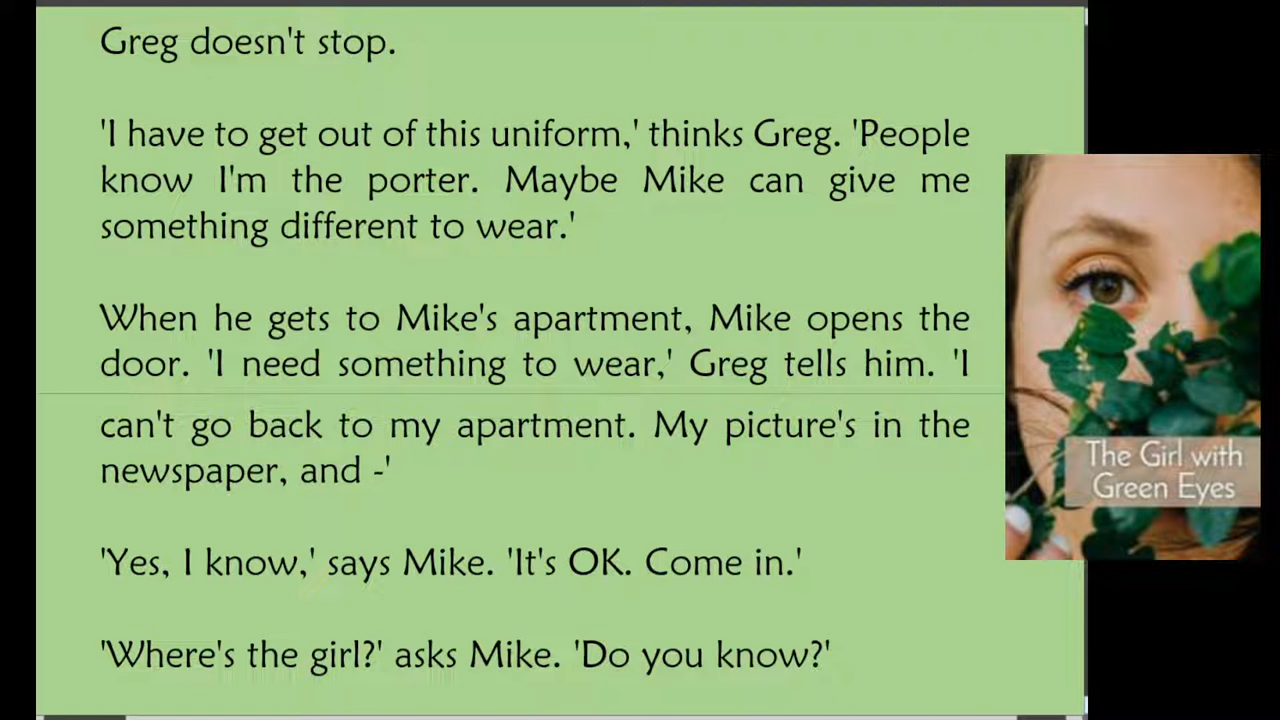 Greg doesn't stop.
'I have to get out of this uniform,' thinks Greg. 'People
know I'm the porter. Maybe Mike can give me
something different to wear.'
When he gets to Mike's apartment, Mike opens the
door. 'I need something to wear,' Greg tells him. 'I
can't go back to my apartment. My picture's in the
newspaper, and -'
'Yes, I know,' says Mike. 'It's OK. Come in.'
'Where's the girl?' asks Mike. 'Do you know?'
The Girl with
Green Eyes